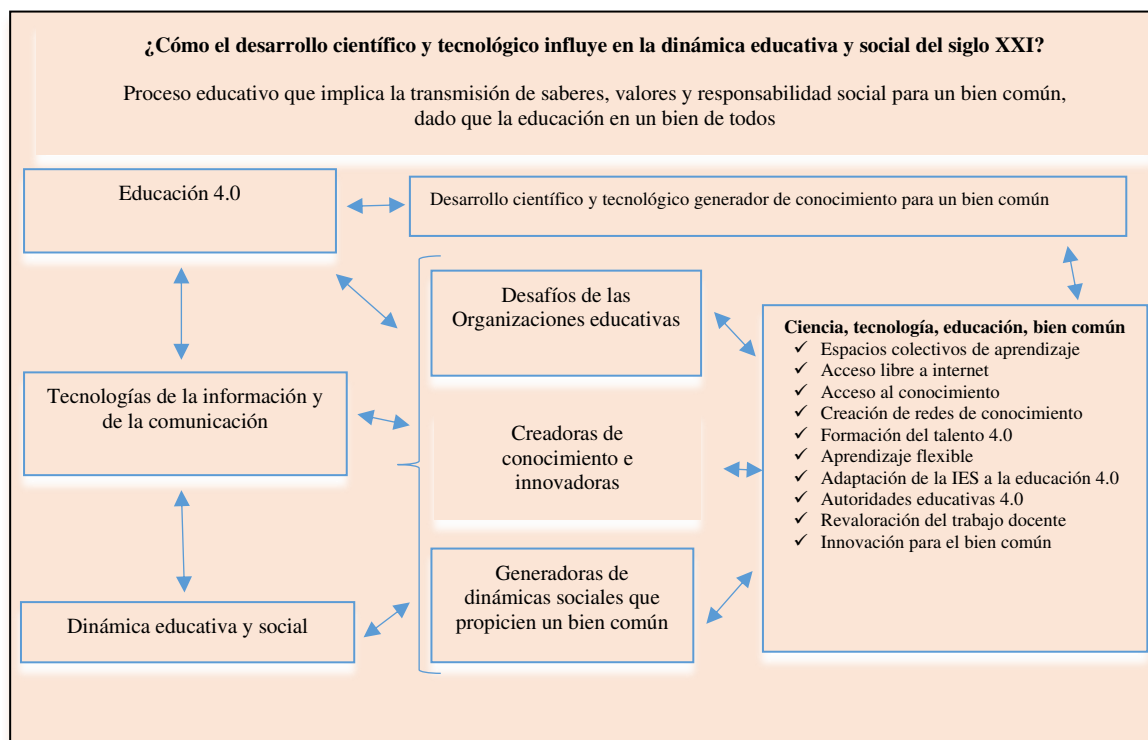 ¿Cómo el desarrollo científico y tecnológico influye en la dinámica educativa y social del siglo XXI?
Proceso educativo que implica la transmisión de saberes, valores y responsabilidad social para un bien común,
dado que la educación en un bien de todos
Educación 4.0
Desarrollo científico y tecnológico generador de conocimiento para un bien común
Tecnologías de la información y
de la comunicación
Dinámica educativa y social
Desafíos de las
Organizaciones educativas
Creadoras de
conocimiento e
innovadoras
Generadoras de
dinámicas sociales que
propicien un bien común
Ciencia, tecnología, educación, bien común
✓ Espacios colectivos de aprendizaje
✓ Acceso libre a internet
✓ Acceso al conocimiento
✓ Creación de redes de conocimiento
✓ Formación del talento 4.0
✓ Aprendizaje flexible
✓ Adaptación de la IES a la educación 4.0
✓ Autoridades educativas 4.0
✓ Revaloración del trabajo docente
✓ Innovación para el bien común